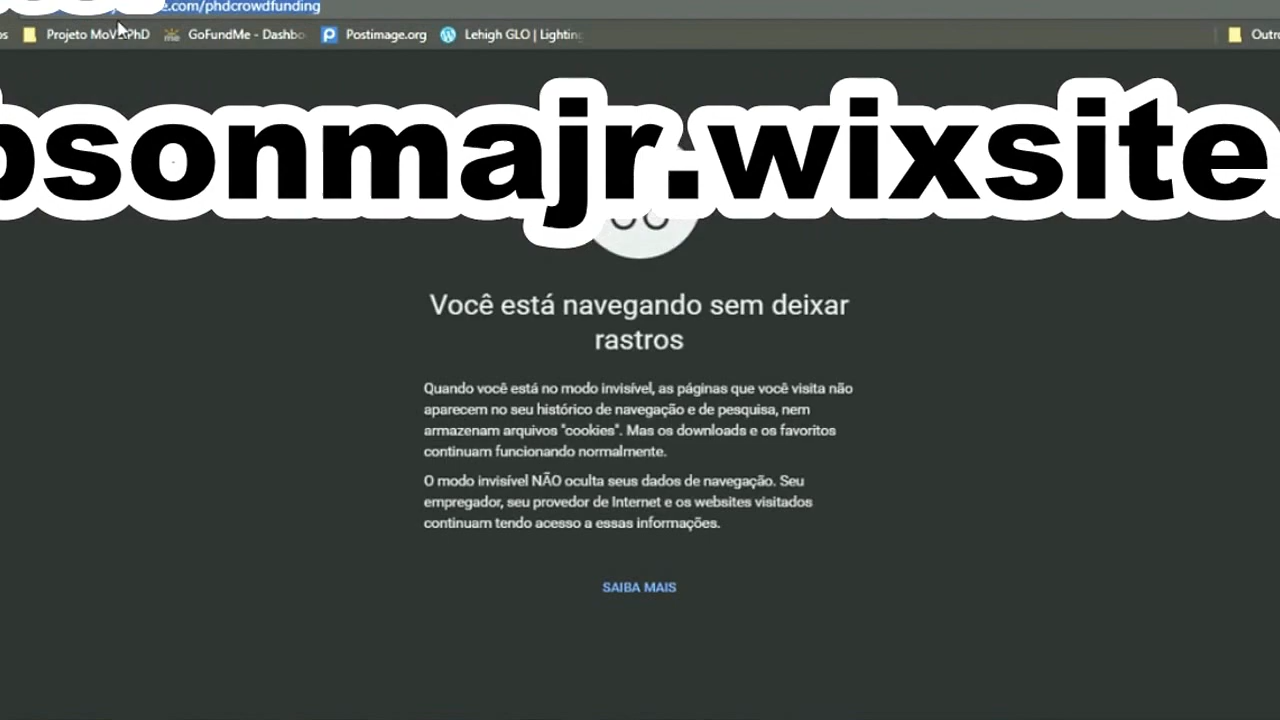 e.com/phdcrowdfunding
os Projeto MoVe PhD GoFundMe - Dashbo Postimage.org Lehigh GLO | Lighting Outro
bsonmajr.wixsite
Você está navegando sem deixar
rastros
Quando você está no modo invisível, as páginas que você visita não
aparecem no seu histórico de navegação e de pesquisa, nem
armazenam arquivos "cookies". Mas os downloads e os favoritos
continuam funcionando normalmente.
O modo invisível NÃO oculta seus dados de navegação. Seu
empregador, seu provedor de Internet e os websites visitados
continuam tendo acesso a essas informações.
SAIBA MAIS